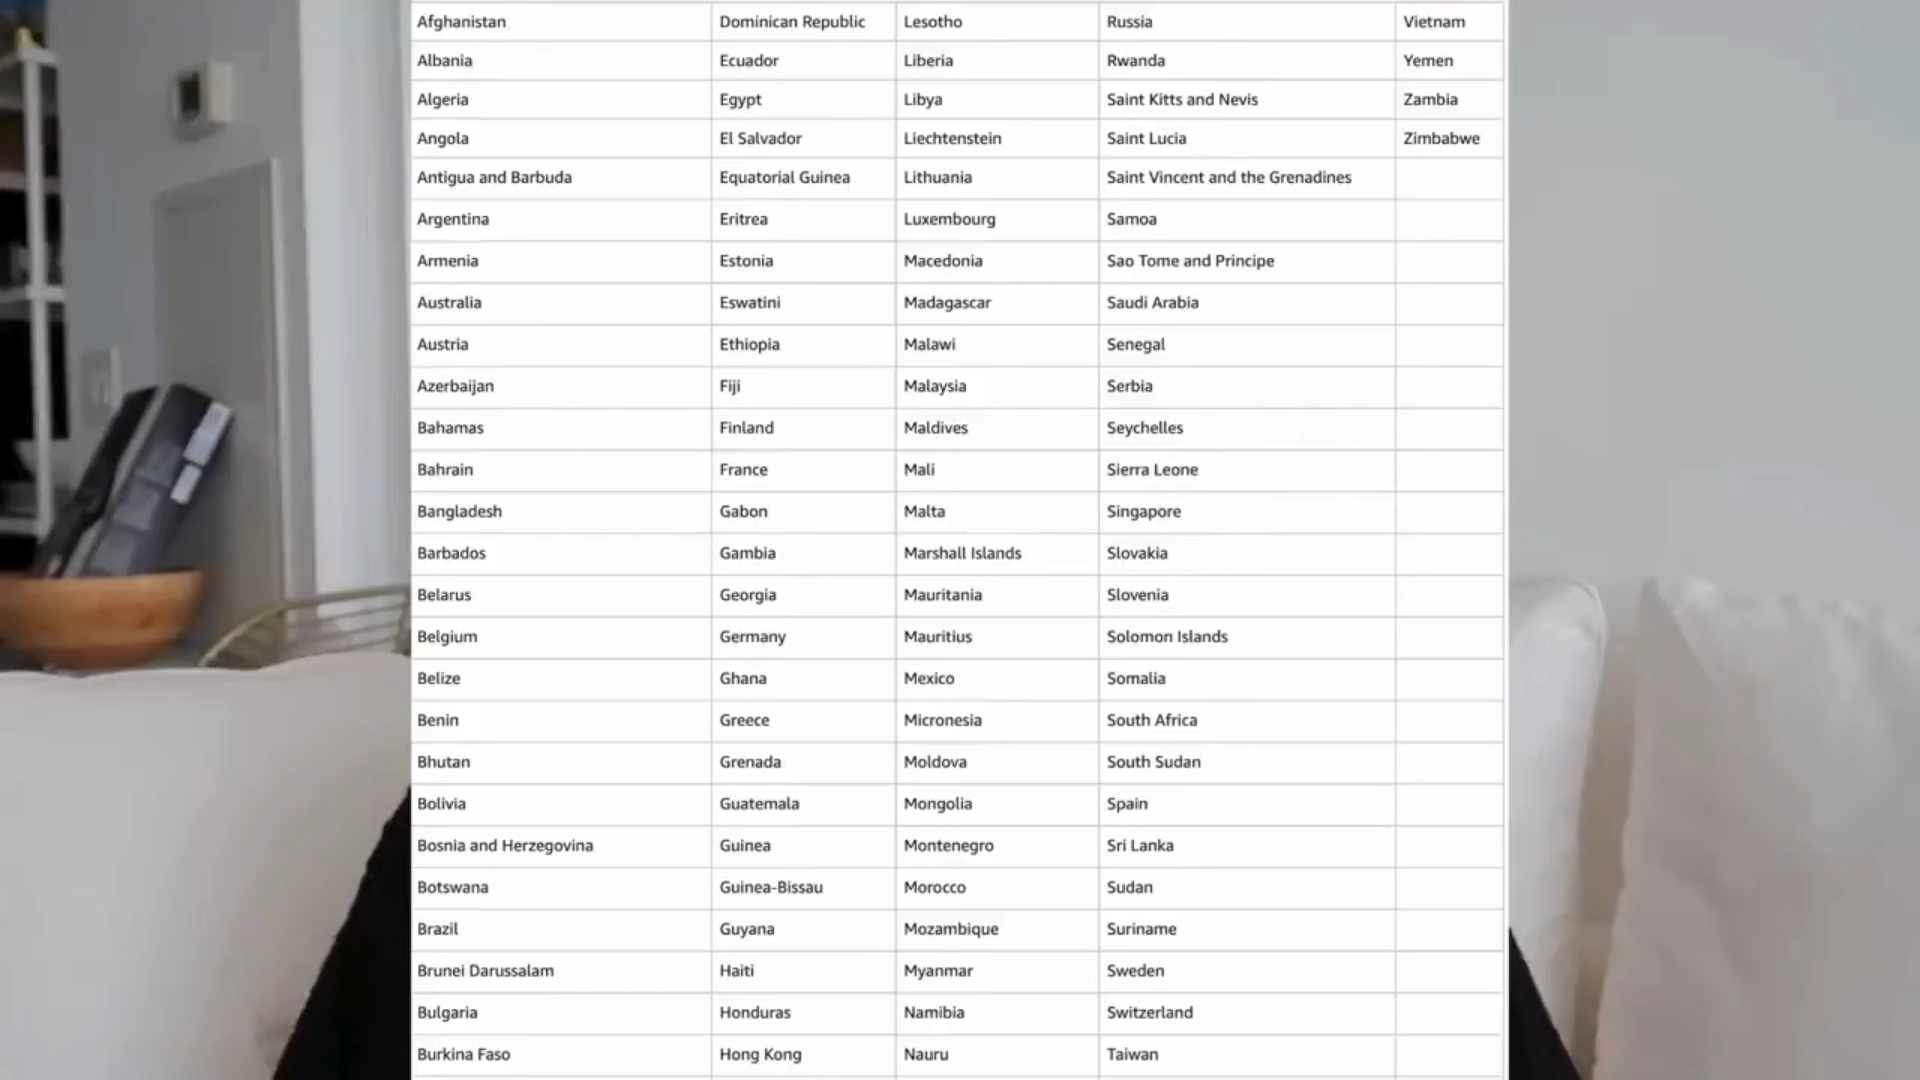 Afghanistan Dominican Republic Lesotho Russia Vietnam
Albania Ecuador Liberia Rwanda Yemen
Algeria Egypt Libya Saint Kitts and Nevis Zambia
Angola El Salvador Liechtenstein Saint Lucia Zimbabwe
Antigua and Barbuda Equatorial Guinea Lithuania Saint Vincent and the Grenadines
Argentina Eritrea Luxembourg Samoa
Armenia Estonia Macedonia Sao Tome and Principe
Australia Eswatini Madagascar Saudi Arabia
Austria Ethiopia Malawi Senegal
Azerbaijan Fiji Malaysia Serbia
Bahamas Finland Maldives Seychelles
Bahrain France Mali Sierra Leone
Bangladesh Gabon Malta Singapore
Barbados Gambia Marshall Islands Slovakia
Belarus Georgia Mauritania Slovenia
Belgium Germany Mauritius Solomon Islands
Belize Ghana Mexico Somalia
Benin Greece Micronesia South Africa
Bhutan Grenada Moldova South Sudan
Bolivia Guatemala Mongolia Spain
Bosnia and Herzegovina Guinea Montenegro Sri Lanka
Botswana Guinea-Bissau Morocco Sudan
Brazil Guyana Mozambique Suriname
Brunei Darussalam Haiti Myanmar Sweden
Bulgaria Honduras Namibia Switzerland
Burkina Faso Hong Kong Nauru Taiwan